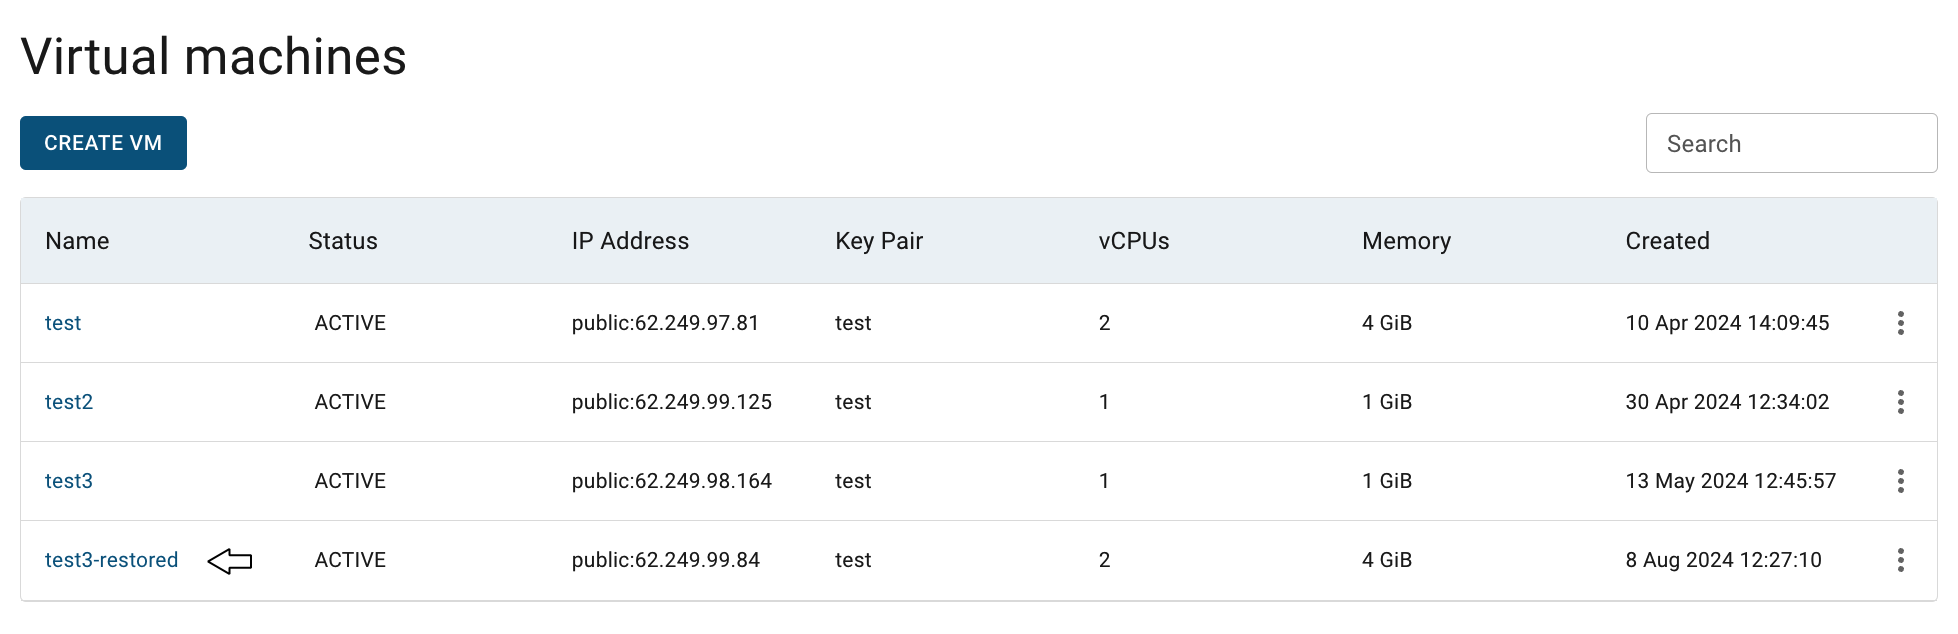 Virtual machines
CREATE VM
Search
Name Status IP Address Key Pair vCPUs Memory Created
test ACTIVE public:62.249.97.81 test 2 4 GiB 10 Apr 2024 14:09:45
test2 ACTIVE public:62.249.99.125 test 1 1 GiB 30 Apr 2024 12:34:02
test3 ACTIVE public:62.249.98.164 test 1 1 GiB 13 May 2024 12:45:57
test3-restored ACTIVE public:62.249.99.84 test 2 4 GiB 8 Aug 2024 12:27:10